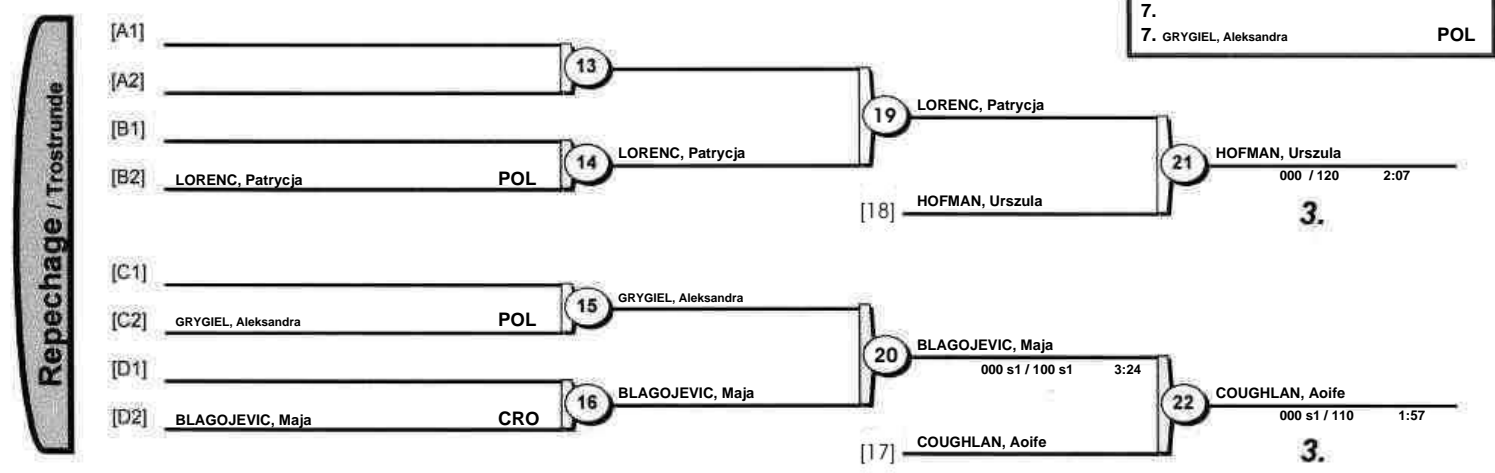 7.
7. GRYGIEL, Aleksandra POL
Repechage / Trostrunde
[A1]
13
[A2]
[B1]
14 LORENC, Patrycja
[B2] LORENC, Patrycja POL
19 LORENC, Patrycja
21 HOFMAN, Urszula
000 / 120 2:07
3.
[18] HOFMAN, Urszula
[C1]
15 GRYGIEL, Aleksandra
[C2] GRYGIEL, Aleksandra POL
[D1]
16 BLAGOJEVIC, Maja
[D2] BLAGOJEVIC, Maja CRO
20 BLAGOJEVIC, Maja
000 s1 / 100 s1 3:24
22 COUGHLAN, Aoife
000 s1 / 110 1:57
3.
[17] COUGHLAN, Aoife